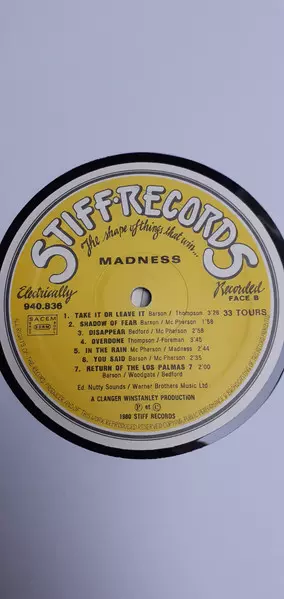 STIFF·RECORDS
The shape of things that win...
MADNESS
Electrically
Recorded
940.836
FACE B
SACEM
33 TOURS
1. TAKE IT OR LEAVE IT Barson / Thompson 3'26
2. SHADOW OF FEAR Barson / Mc Pherson 1'58
3. DISAPPEAR Bedford / Mc Pherson 2'58
4. OVERDONE Thompson / Foreman 3'45
5. IN THE RAIN Mc Pherson / Madness 2'44
6. YOU SAID Barson / Mc Pherson 2'35
7. RETURN OF THE LOS PALMAS 7 2'00
Barson / Woodgate / Bedford
Ed. Nutty Sounds / Warner Brothers Music Ltd
A CLANGER WINSTANLEY PRODUCTION
℗ et ©
1980 STIFF RECORDS